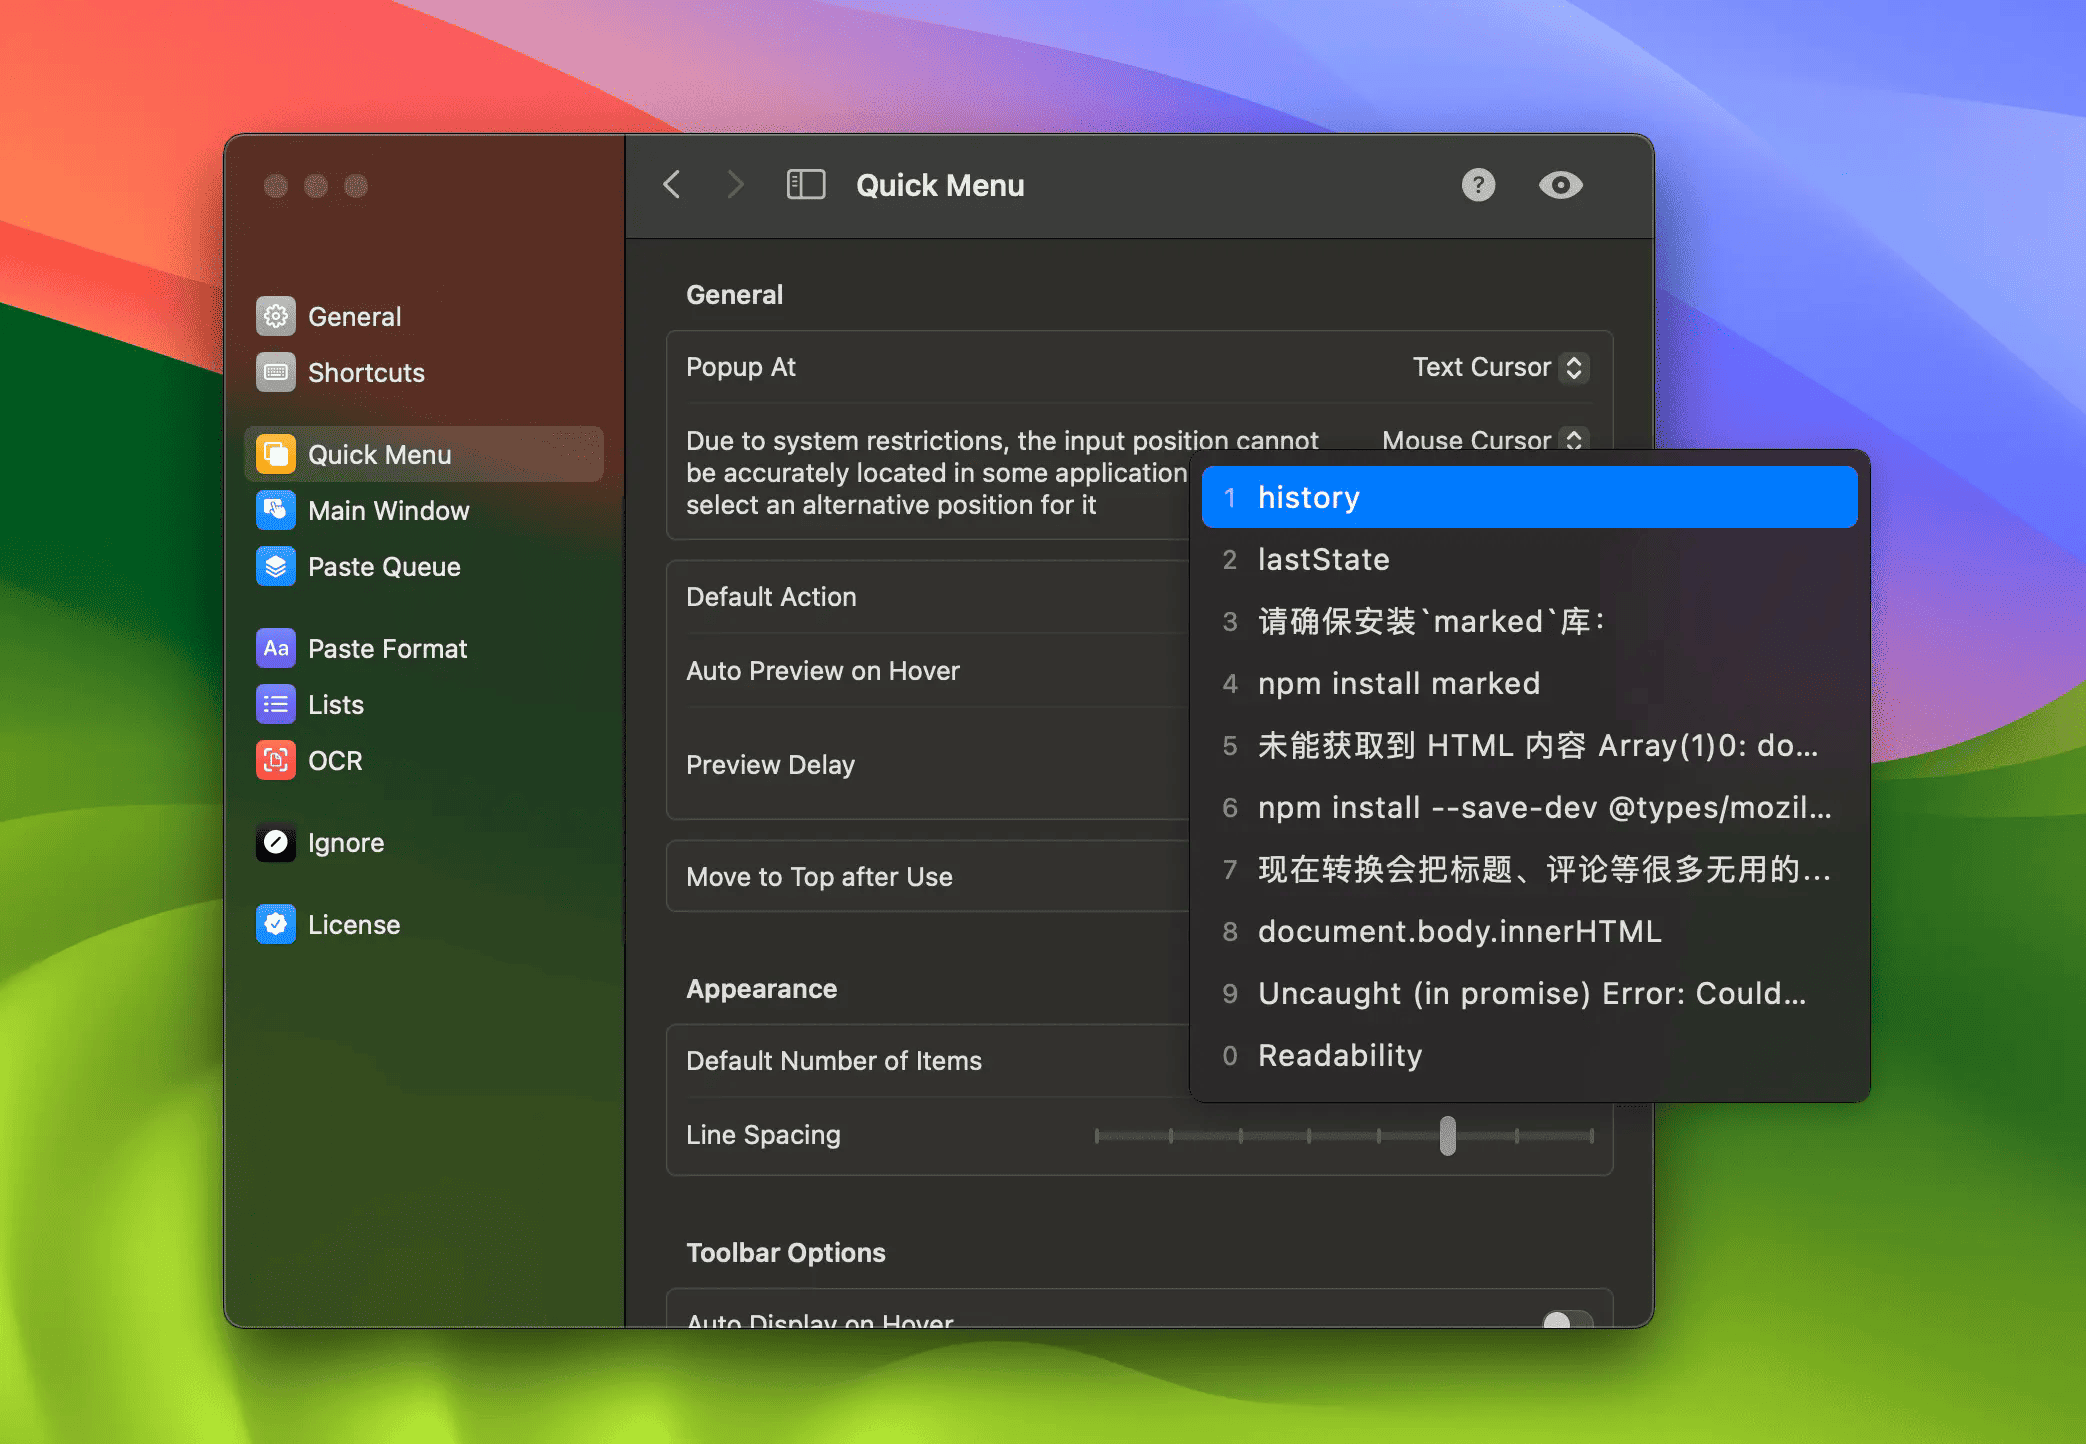 Quick Menu
?
General
Shortcuts
Quick Menu
Main Window
Paste Queue
Aa Paste Format
Lists
OCR
Ignore
License
General
Popup At
Text Cursor
Due to system restrictions, the input position cannot
be accurately located in some application
select an alternative position for it
Mouse Cursor
Default Action
Auto Preview on Hover
Preview Delay
Move to Top after Use
Appearance
Default Number of Items
Line Spacing
Toolbar Options
Auto Display on Hover
1 history
2 lastState
3 请确保安装`marked`库：
4 npm install marked
5 未能获取到 HTML 内容 Array(1)0: do...
6 npm install --save-dev @types/mozil...
7 现在转换会把标题、评论等很多无用的...
8 document.body.innerHTML
9 Uncaught (in promise) Error: Could...
0 Readability